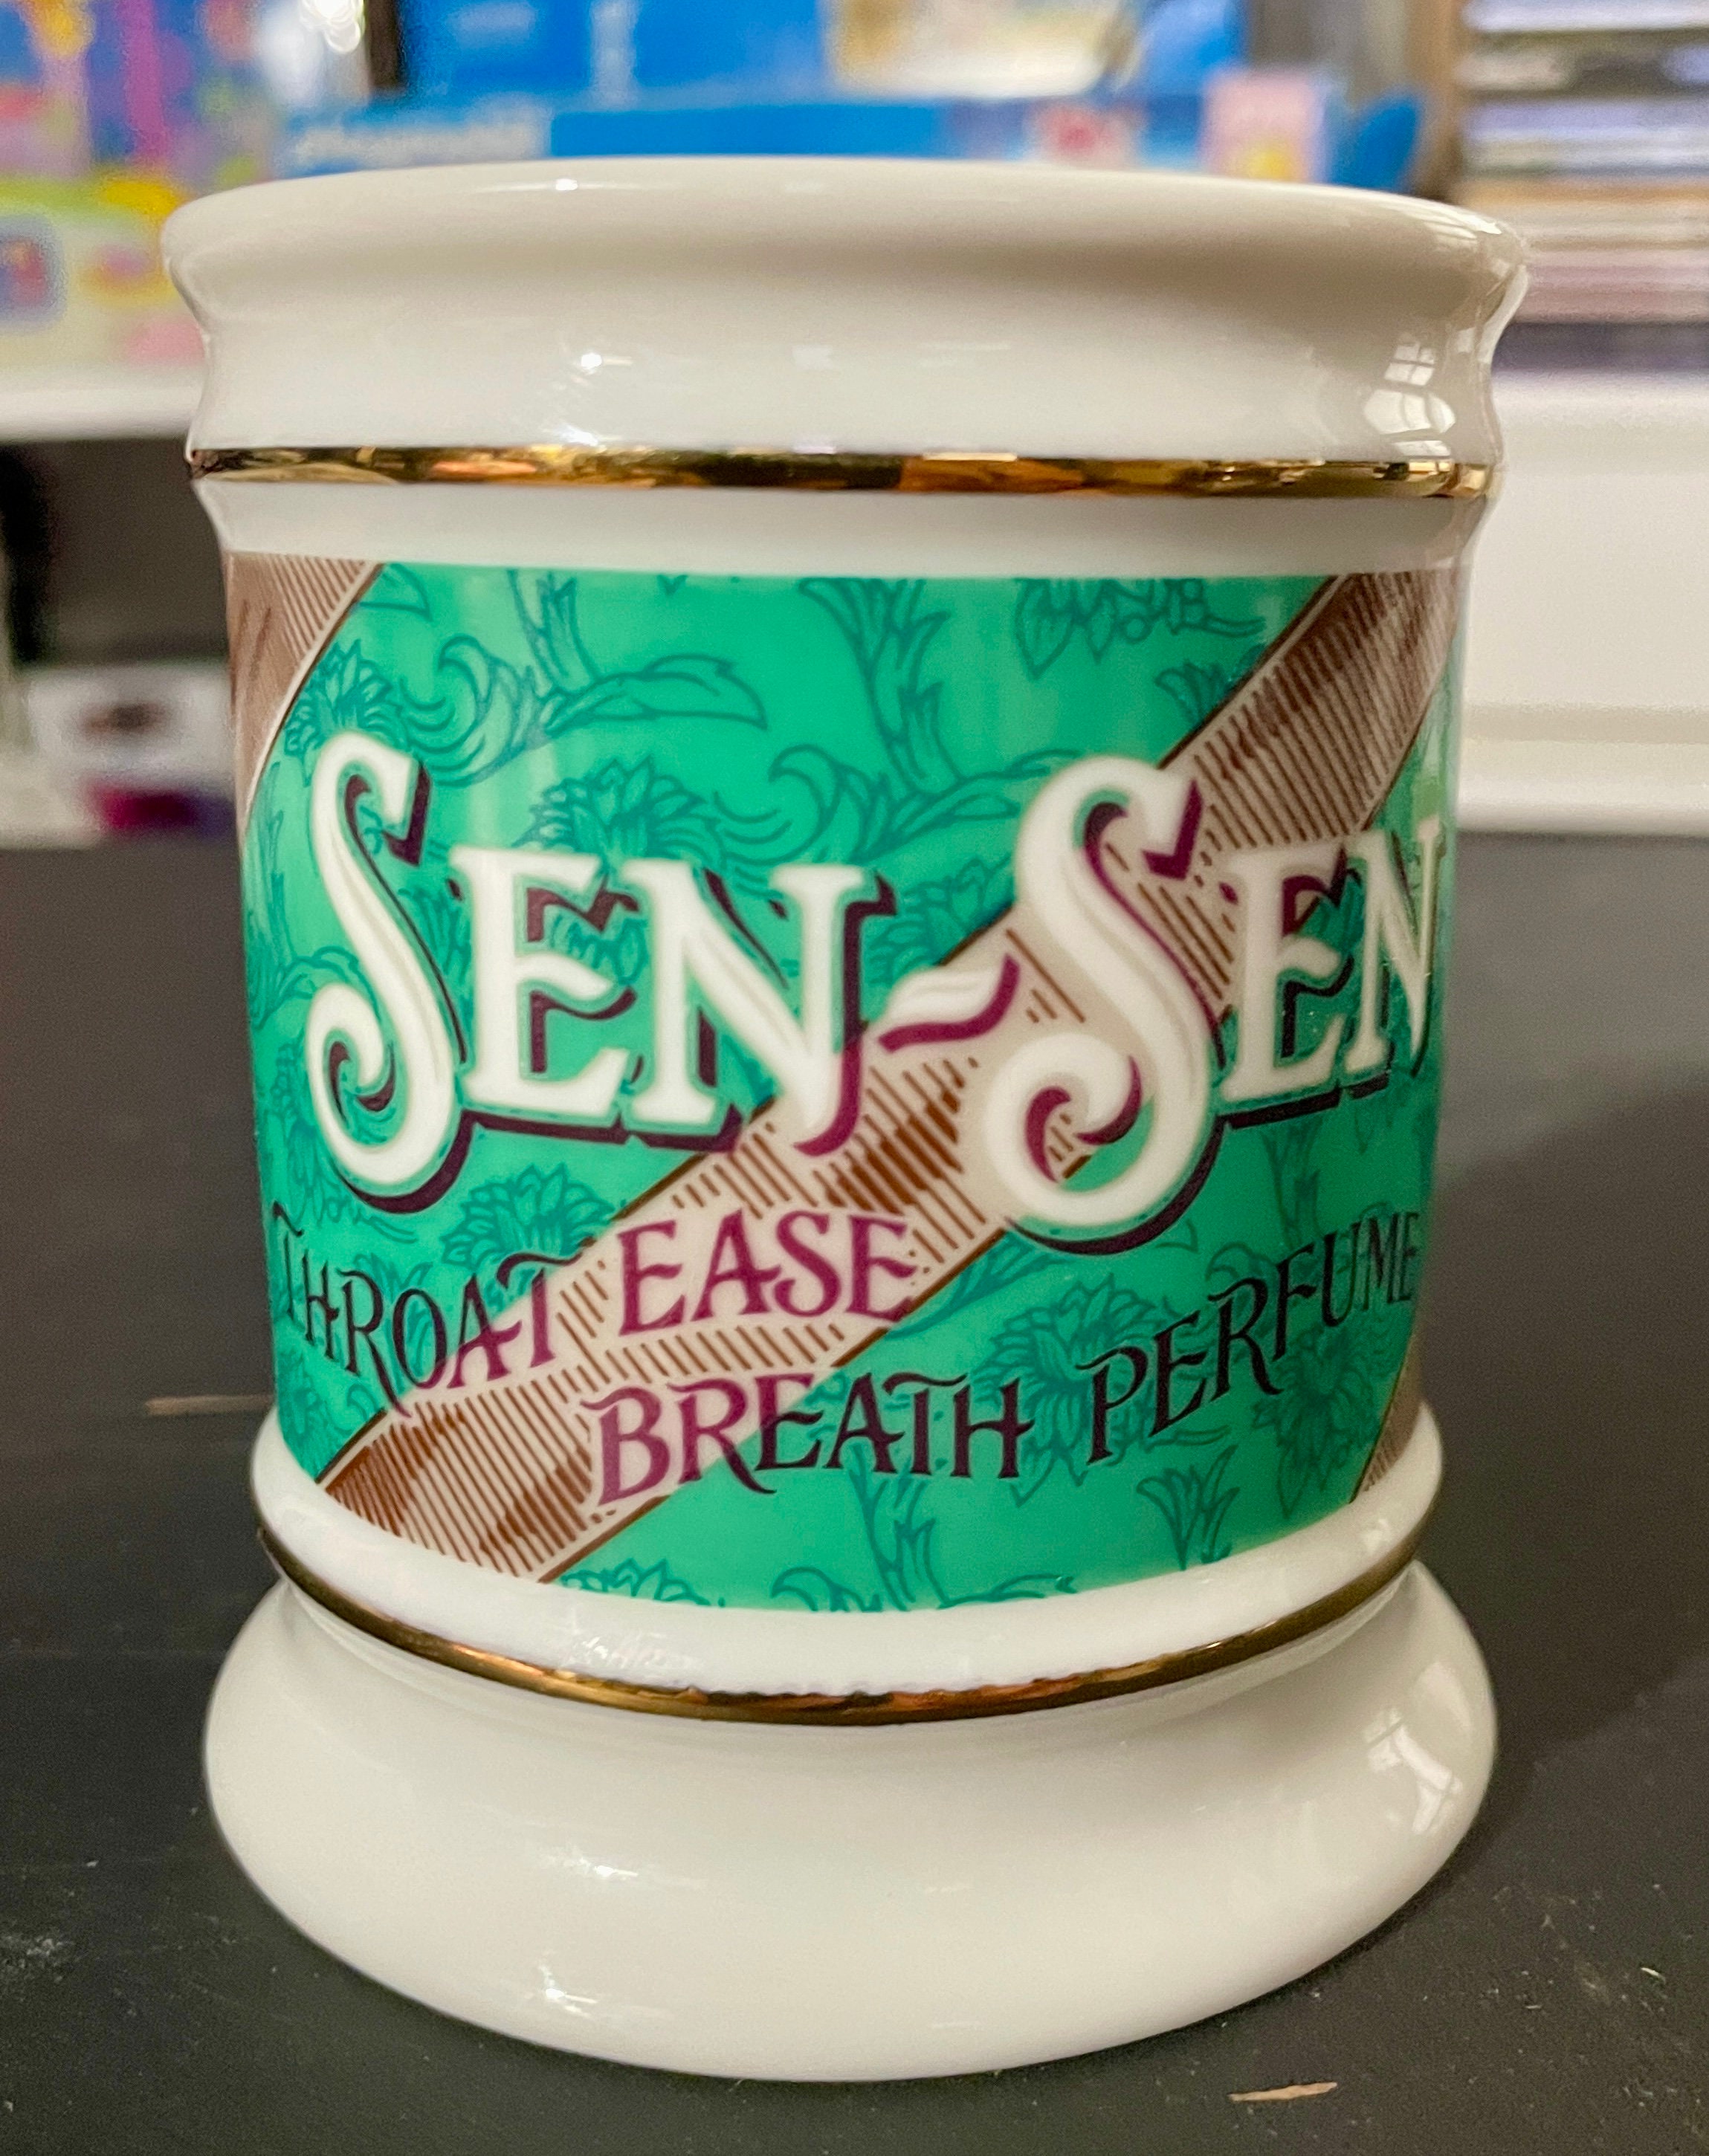 SEN-SEN
THROAT EASE
BREATH PERFUME